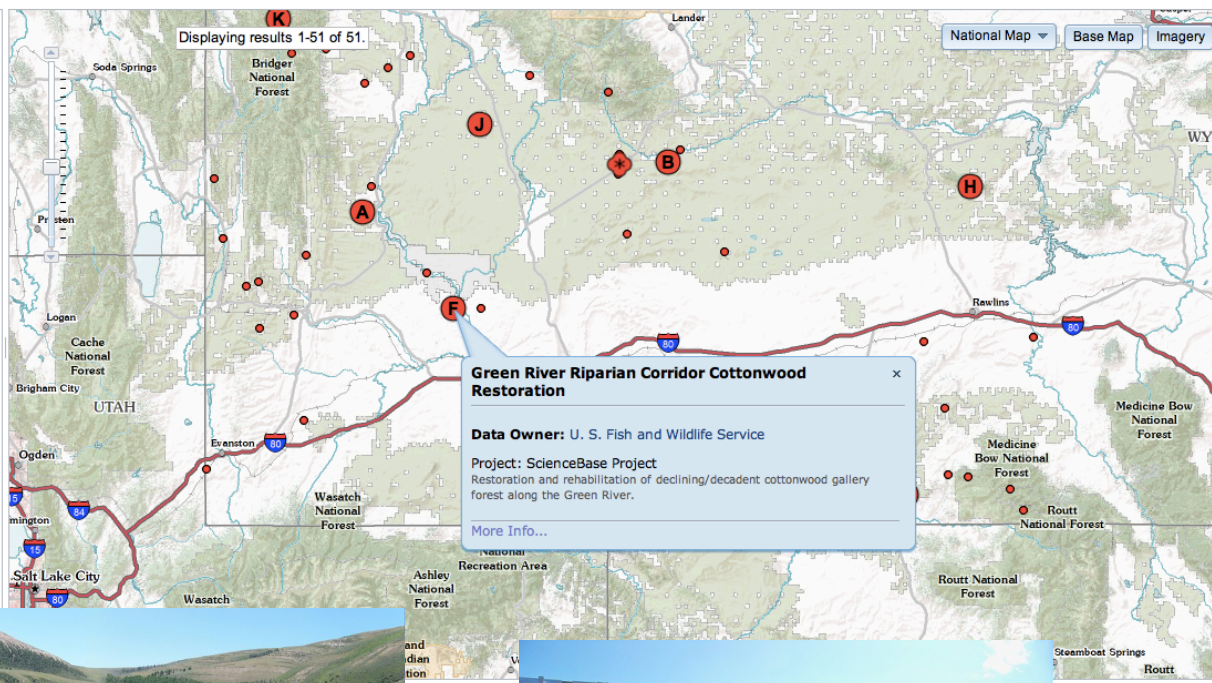 K
Displaying results 1-51 of 51.
Lander
Casper
National Map
Base Map
Imagery
Soda Springs
Bridger
National
Forest
J
B
H
A
WY
Preston
F
Rawlins
80
80
Logan
Cache
National
Forest
Brigham City
UTAH
Green River Riparian Corridor Cottonwood
Restoration
×
Data Owner: U. S. Fish and Wildlife Service
Project: ScienceBase Project
Restoration and rehabilitation of declining/decadent cottonwood gallery
forest along the Green River.
More Info...
Medicine Bow
National
Forest
Evanston
80
Medicine
Bow National
Forest
Ogden
15
84
mington
Wasatch
National
Forest
Routt
National Forest
15
National
Recreation Area
Salt Lake City
80
Ashley
National
Forest
Wasatch
Routt National
Forest
and
dian
tion
V
Steamboat Springs
Routt